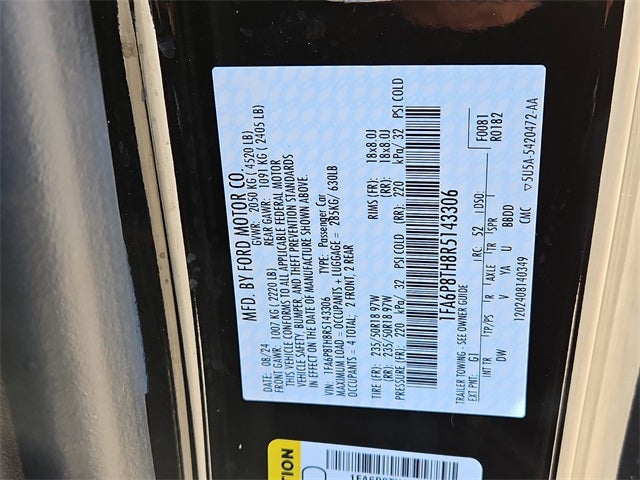 MFD. BY FORD MOTOR CO.
DATE: 08/24 GVWR: 2050 KG ( 4520 LB)
FRONT GAWR: 1007 KG ( 2220 LB) REAR GAWR: 1091 KG ( 2405 LB)
THIS VEHICLE CONFORMS TO ALL APPLICABLE FEDERAL MOTOR
VEHICLE SAFETY, BUMPER, AND THEFT PREVENTION STANDARDS
IN EFFECT ON THE DATE OF MANUFACTURE SHOWN ABOVE.
VIN: 1FA6P8TH8R5143306 TYPE: Passenger Car
MAXIMUM LOAD = OCCUPANTS + LUGGAGE = 285KG/ 630LB
OCCUPANTS = 4 TOTAL; 2 FRONT, 2 REAR
TIRE (FR): 235/50R18 97W RIMS (FR): 18x8.0J
(RR): 235/50R18 97W (RR): 18x8.0J
PRESSURE (FR): 220 kPa/ 32 PSI COLD (RR): 220 kPa/ 32 PSI COLD
1FA6P8TH8R5143306
F0081
R0182
TRAILER TOWING- SEE OWNER GUIDE
EXT PNT: G1 RC: 52 DSO:
INT TR TP/PS R AXLE TR SPR
DW V YA U BBDD
1202408140349 CMC 5U5A-5420472-AA